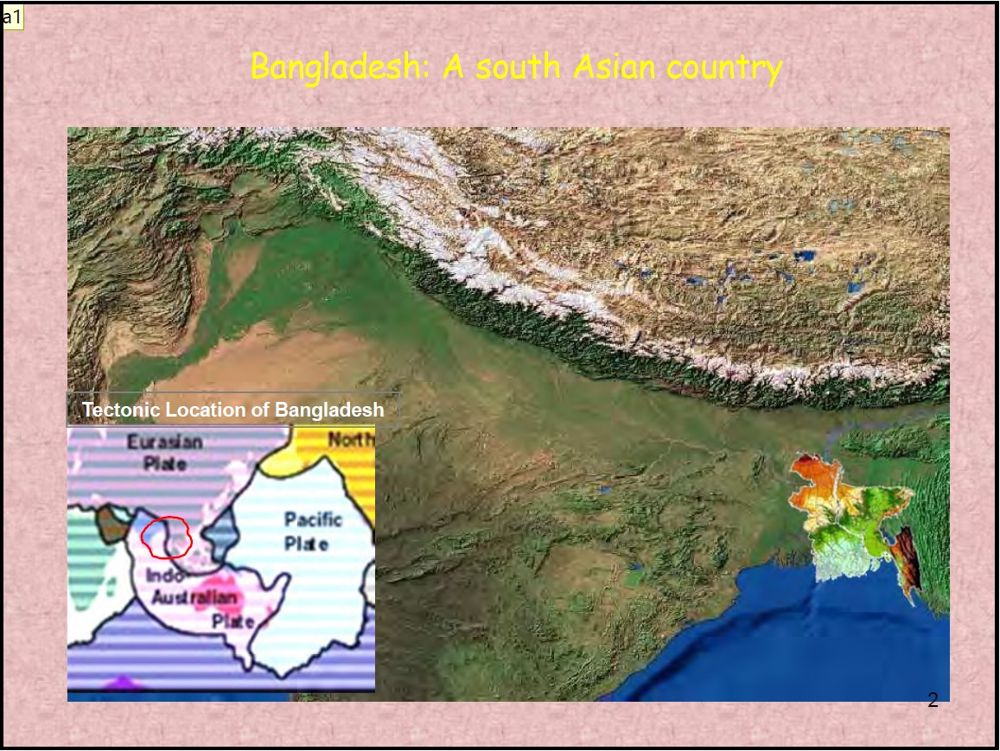 a1
Bangladesh: A south Asian country
Tectonic Location of Bangladesh
Eurasian
Plate
North
Pacific
Plate
Indo
Australian
Plate
2